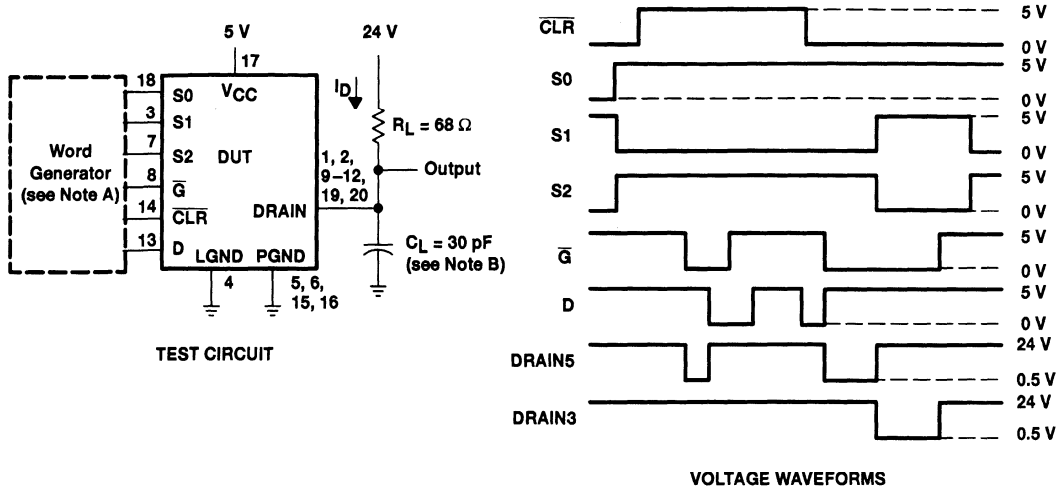 5 V
24 V
17
18
S0
VCC
ID
3
S1
RL = 68 Ω
7
S2
DUT
1, 2,
9–12,
19, 20
Output
Word
Generator
(see Note A)
8
G
14
CLR
DRAIN
13
D
LGND
PGND
CL = 30 pF
(see Note B)
4
5, 6,
15, 16
TEST CIRCUIT
CLR
5 V
0 V
S0
5 V
0 V
S1
5 V
0 V
S2
5 V
0 V
G
5 V
0 V
D
5 V
0 V
DRAIN5
24 V
0.5 V
DRAIN3
24 V
0.5 V
VOLTAGE WAVEFORMS